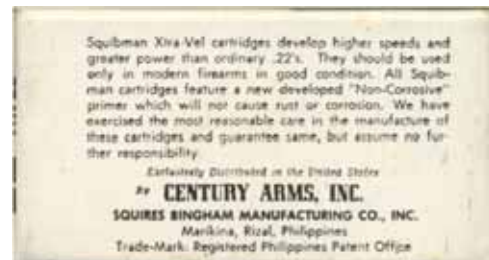 Squibman Xtra-Vel cartridges develop higher speeds and
greater power than ordinary .22's. They should be used
only in modern firearms in good condition. All Squib-
man cartridges feature a new developed "Non-Corrosive"
primer which will not cause rust or corrosion. We have
exercised the most reasonable care in the manufacture of
these cartridges and guarantee same, but assume no fur-
ther responsibility.
Exclusively Distributed in the United States
By CENTURY ARMS, INC.
SQUIRES BINGHAM MANUFACTURING CO., INC.
Marikina, Rizal, Philippines
Trade-Mark: Registered Philippines Patent Office